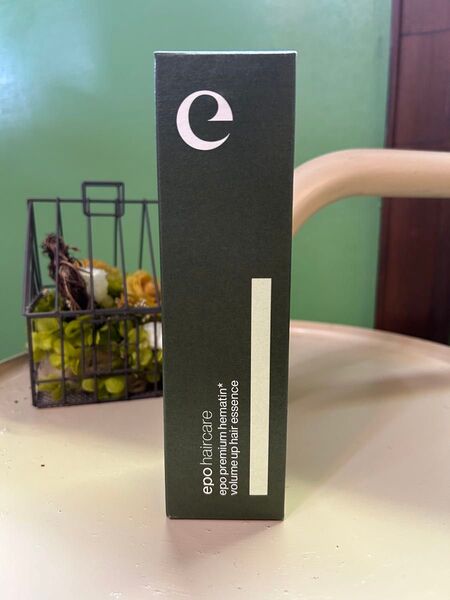 e
epo haircare
epo premium hematin*
volume up hair essence